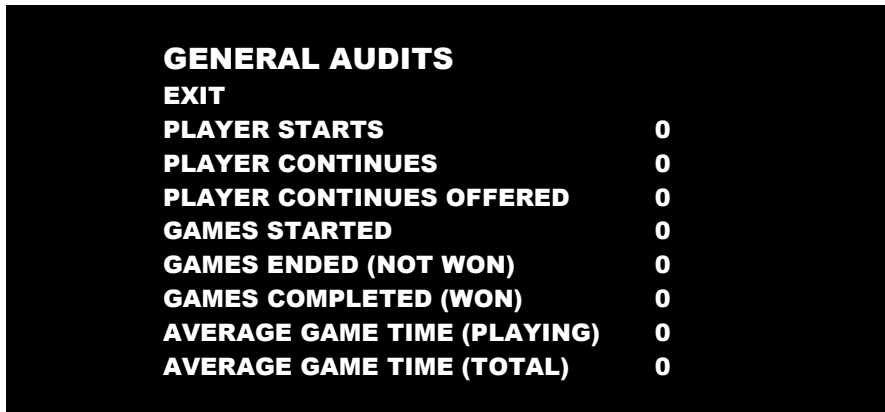 GENERAL AUDITS
EXIT
PLAYER STARTS 0
PLAYER CONTINUES 0
PLAYER CONTINUES OFFERED 0
GAMES STARTED 0
GAMES ENDED (NOT WON) 0
GAMES COMPLETED (WON) 0
AVERAGE GAME TIME (PLAYING) 0
AVERAGE GAME TIME (TOTAL) 0